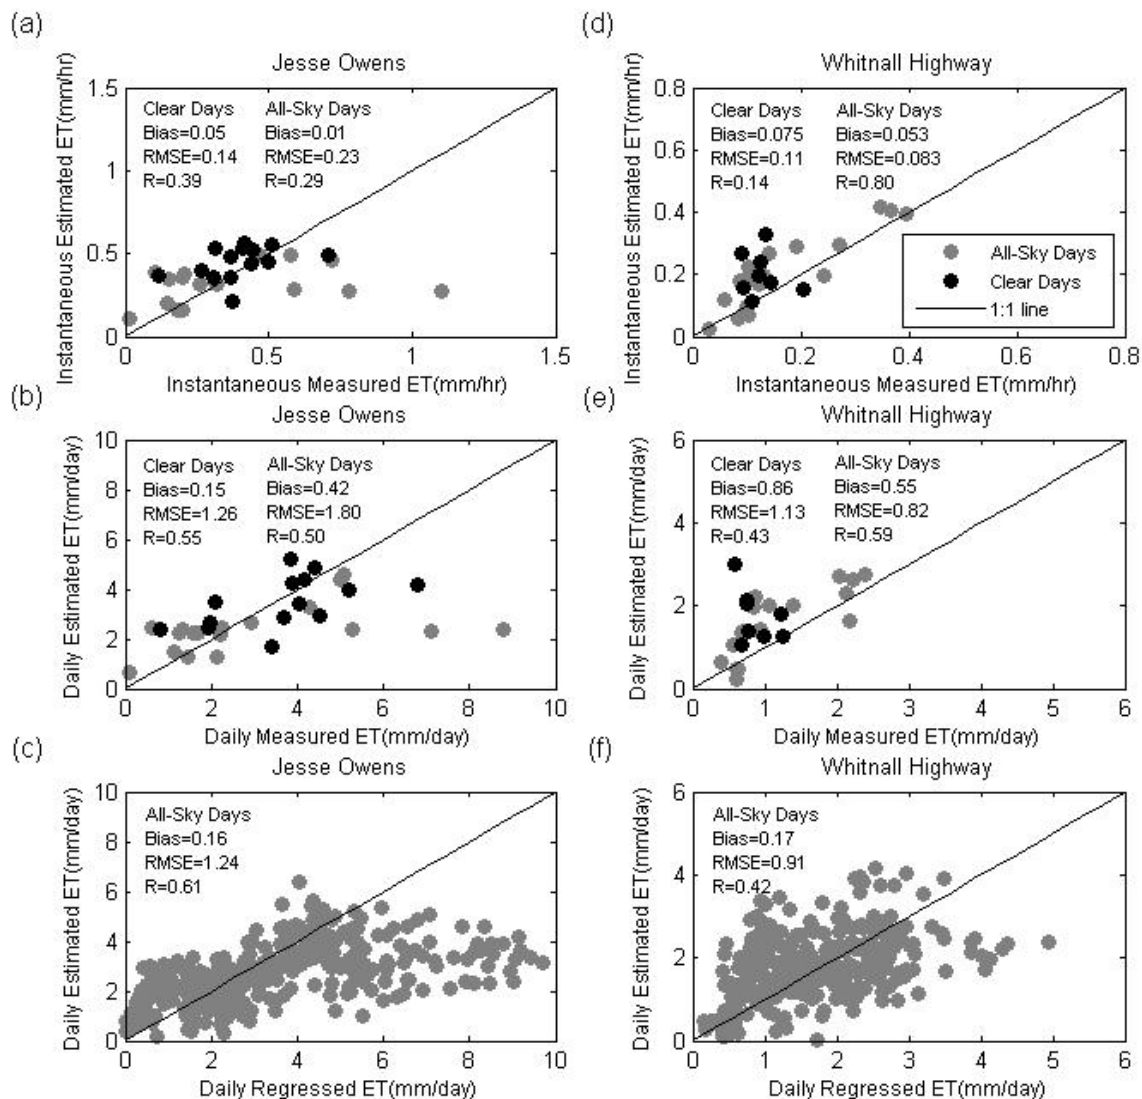 (a)
Jesse Owens
Instantaneous Estimated ET(mm/hr)
1.5
1
0.5
0
Clear Days All-Sky Days
Bias=0.05 Bias=0.01
RMSE=0.14 RMSE=0.23
R=0.39 R=0.29
0 0.5 1 1.5
Instantaneous Measured ET(mm/hr)
(d)
Whitnall Highway
Instantaneous Estimated ET(mm/hr)
0.8
0.6
0.4
0.2
0
Clear Days All-Sky Days
Bias=0.075 Bias=0.053
RMSE=0.11 RMSE=0.083
R=0.14 R=0.80
All-Sky Days
Clear Days
1:1 line
0 0.2 0.4 0.6 0.8
Instantaneous Measured ET(mm/hr)
(b)
Jesse Owens
Daily Estimated ET(mm/day)
10
8
6
4
2
0
Clear Days All-Sky Days
Bias=0.15 Bias=0.42
RMSE=1.26 RMSE=1.80
R=0.55 R=0.50
0 2 4 6 8 10
Daily Measured ET(mm/day)
(e)
Whitnall Highway
Daily Estimated ET(mm/day)
6
4
2
0
Clear Days All-Sky Days
Bias=0.86 Bias=0.55
RMSE=1.13 RMSE=0.82
R=0.43 R=0.59
0 1 2 3 4 5 6
Daily Measured ET(mm/day)
(c)
Jesse Owens
Daily Estimated ET(mm/day)
10
8
6
4
2
0
All-Sky Days
Bias=0.16
RMSE=1.24
R=0.61
0 2 4 6 8 10
Daily Regressed ET(mm/day)
(f)
Whitnall Highway
Daily Estimated ET(mm/day)
6
4
2
0
All-Sky Days
Bias=0.17
RMSE=0.91
R=0.42
0 1 2 3 4 5 6
Daily Regressed ET(mm/day)